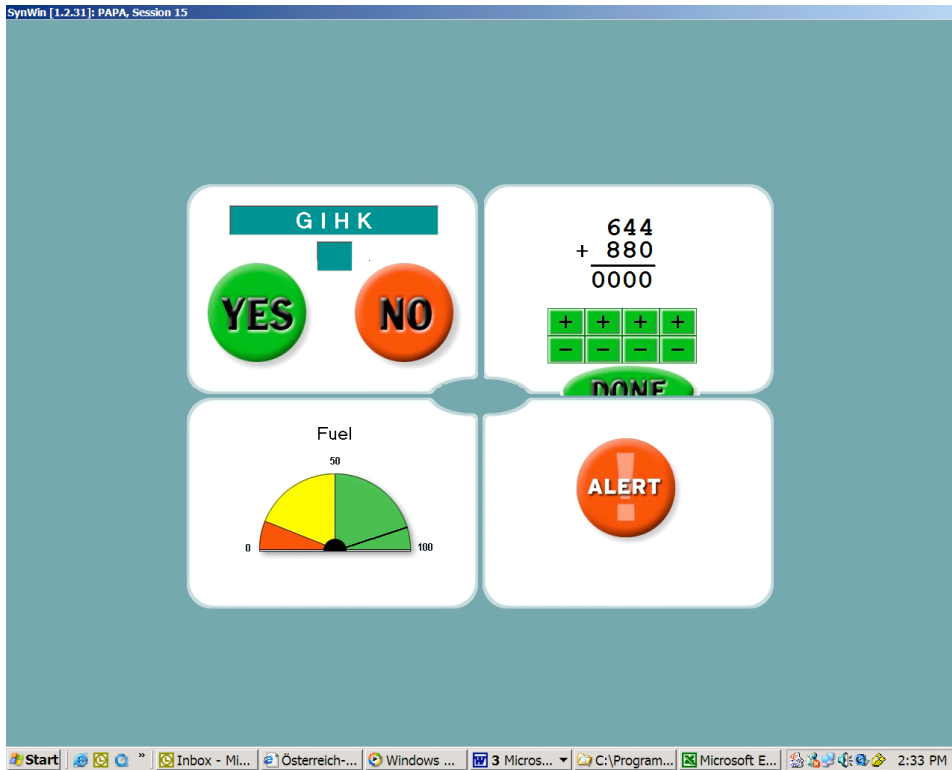 SynWin [1.2.31]: PAPA, Session 15
G I H K
YES
NO
644
+ 880
0000
+ + + +
− − − −
DONE
Fuel
50
0
100
ALERT
!
Start
»
Inbox - Mi...
Österreich-...
Windows ...
3 Micros...
C:\Program...
Microsoft E...
2:33 PM